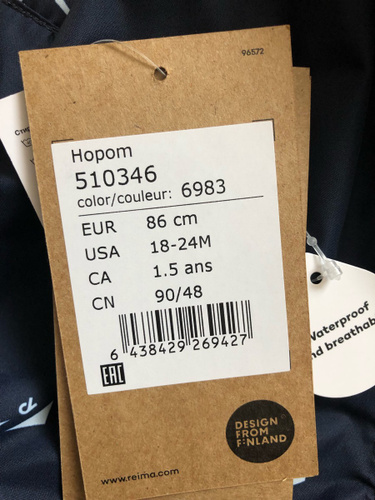 96572
Hopom
510346
color/couleur: 6983
EUR 86 cm
USA 18-24M
CA 1.5 ans
CN 90/48
6 438429 269427
EAC
DESIGN
FROM
FINLAND
www.reima.com
Waterproof
and breathab